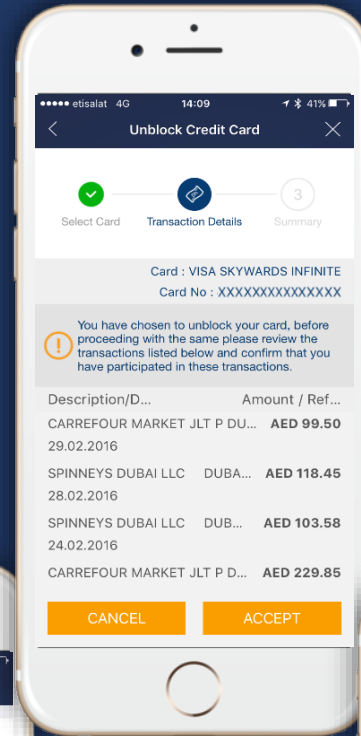 etisalat 4G 14:09 41%
Unblock Credit Card
3
Select Card Transaction Details Summary
Card : VISA SKYWARDS INFINITE
Card No : XXXXXXXXXXXXXXX
You have chosen to unblock your card, before
proceeding with the same please review the
transactions listed below and confirm that you
have participated in these transactions.
Description/D... Amount / Ref...
CARREFOUR MARKET JLT P DU... AED 99.50
29.02.2016
SPINNEYS DUBAI LLC DUBA... AED 118.45
28.02.2016
SPINNEYS DUBAI LLC DUB... AED 103.58
24.02.2016
CARREFOUR MARKET JLT P D... AED 229.85
CANCEL ACCEPT